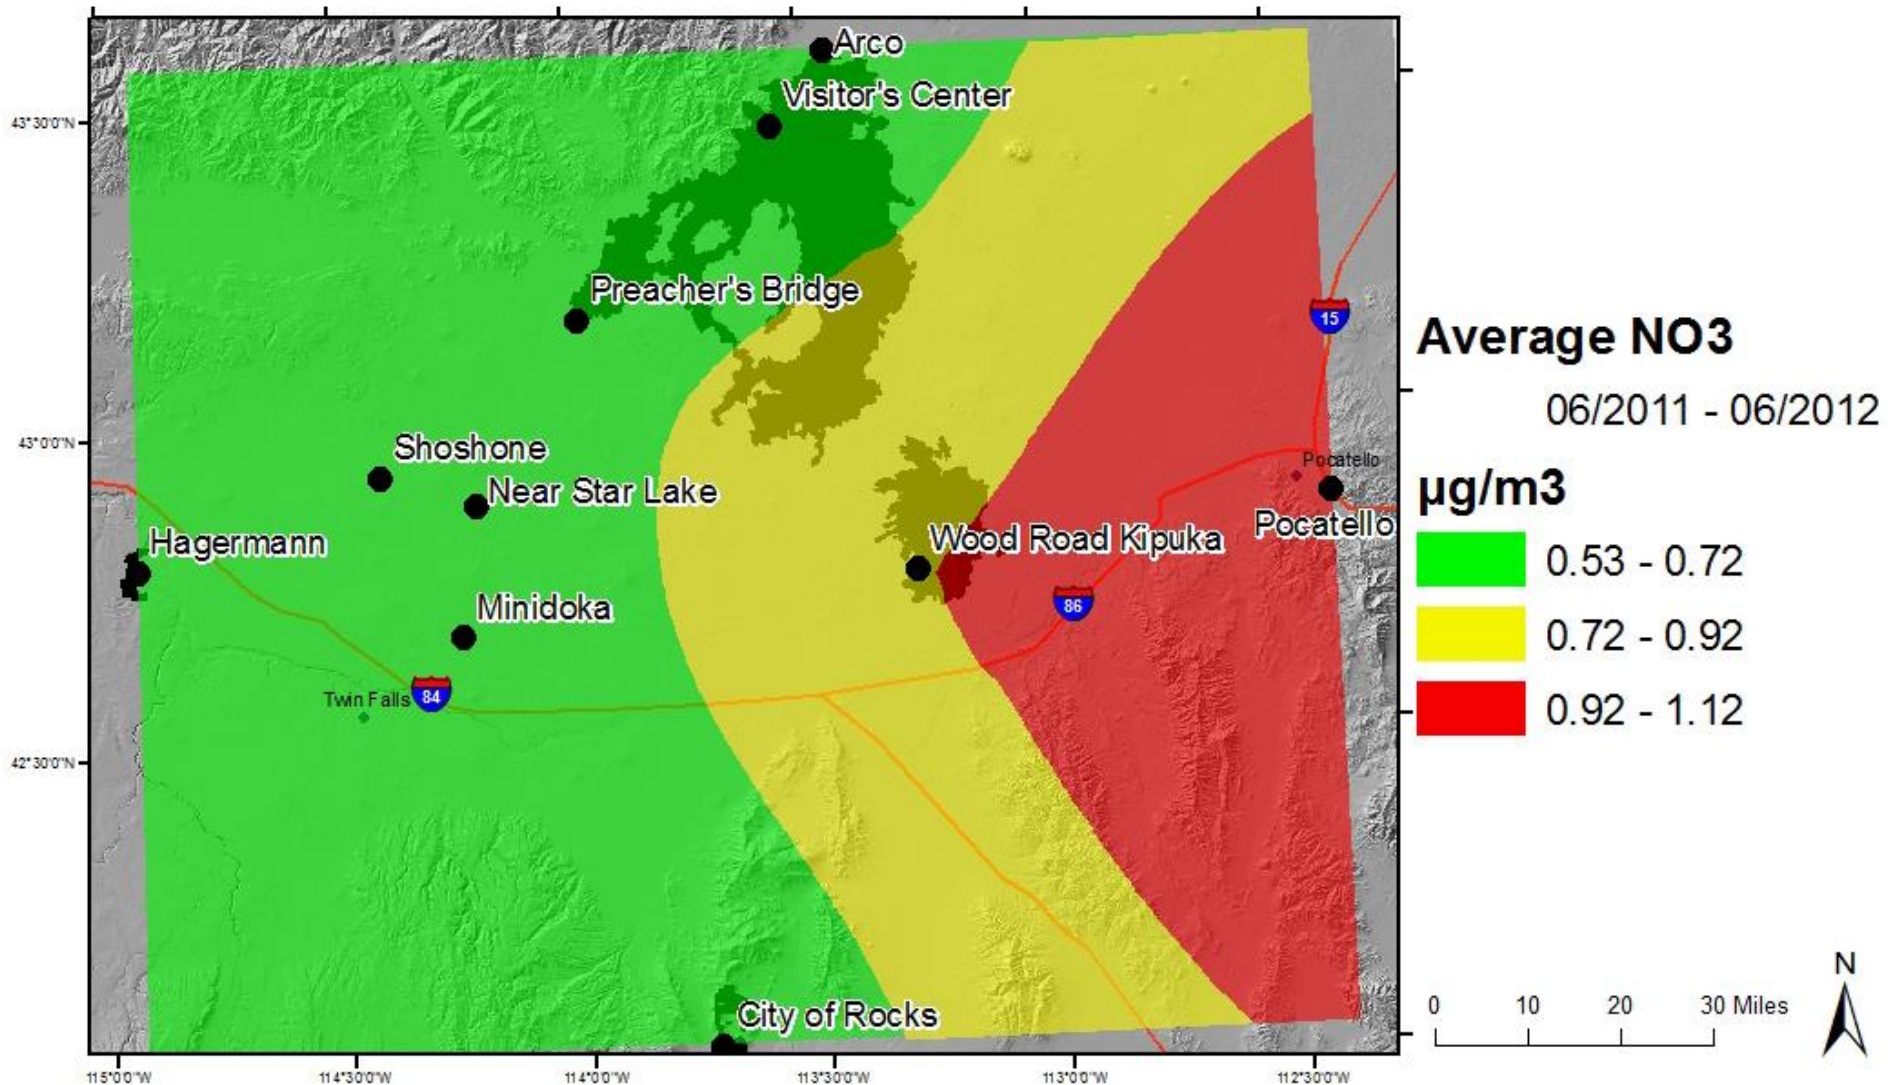 Arco
Visitor's Center
43°30'0"N
Preacher's Bridge
15
Average NO3
06/2011 - 06/2012
43°0'0"N
Shoshone
Pocatello
Near Star Lake
µg/m3
Pocatello
Hagermann
Wood Road Kipuka
0.53 - 0.72
Minidoka
86
0.72 - 0.92
Twin Falls
84
0.92 - 1.12
42°30'0"N
N
City of Rocks
0 10 20 30 Miles
115°0'0"W 114°30'0"W 114°0'0"W 113°30'0"W 113°0'0"W 112°30'0"W